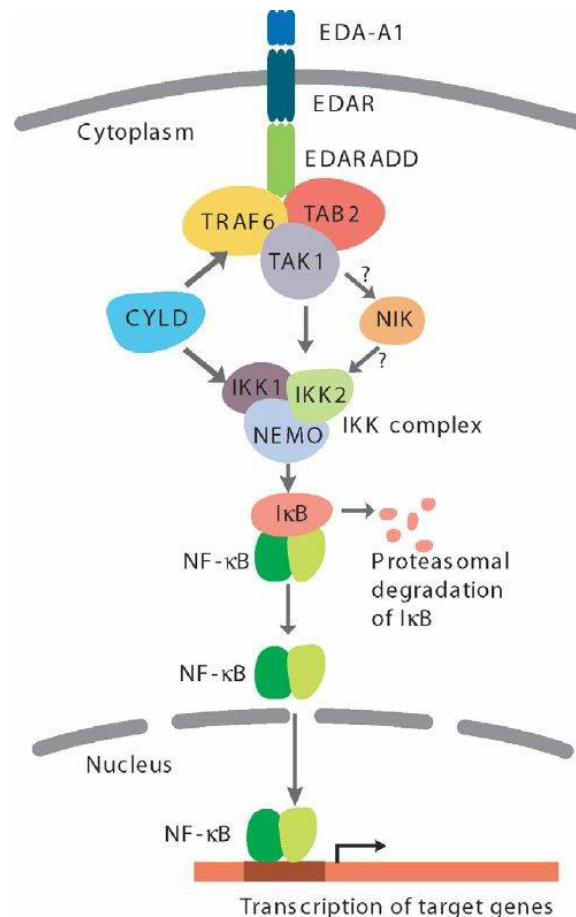 EDA-A1
EDAR
Cytoplasm
EDARADD
TRAF6
TAB2
TAK1
?
CYLD
NIK
?
IKK1
IKK2
NEMO
IKK complex
IκB
NF-κB
Proteasomal
degradation
of IκB
NF-κB
Nucleus
NF-κB
Transcription of target genes